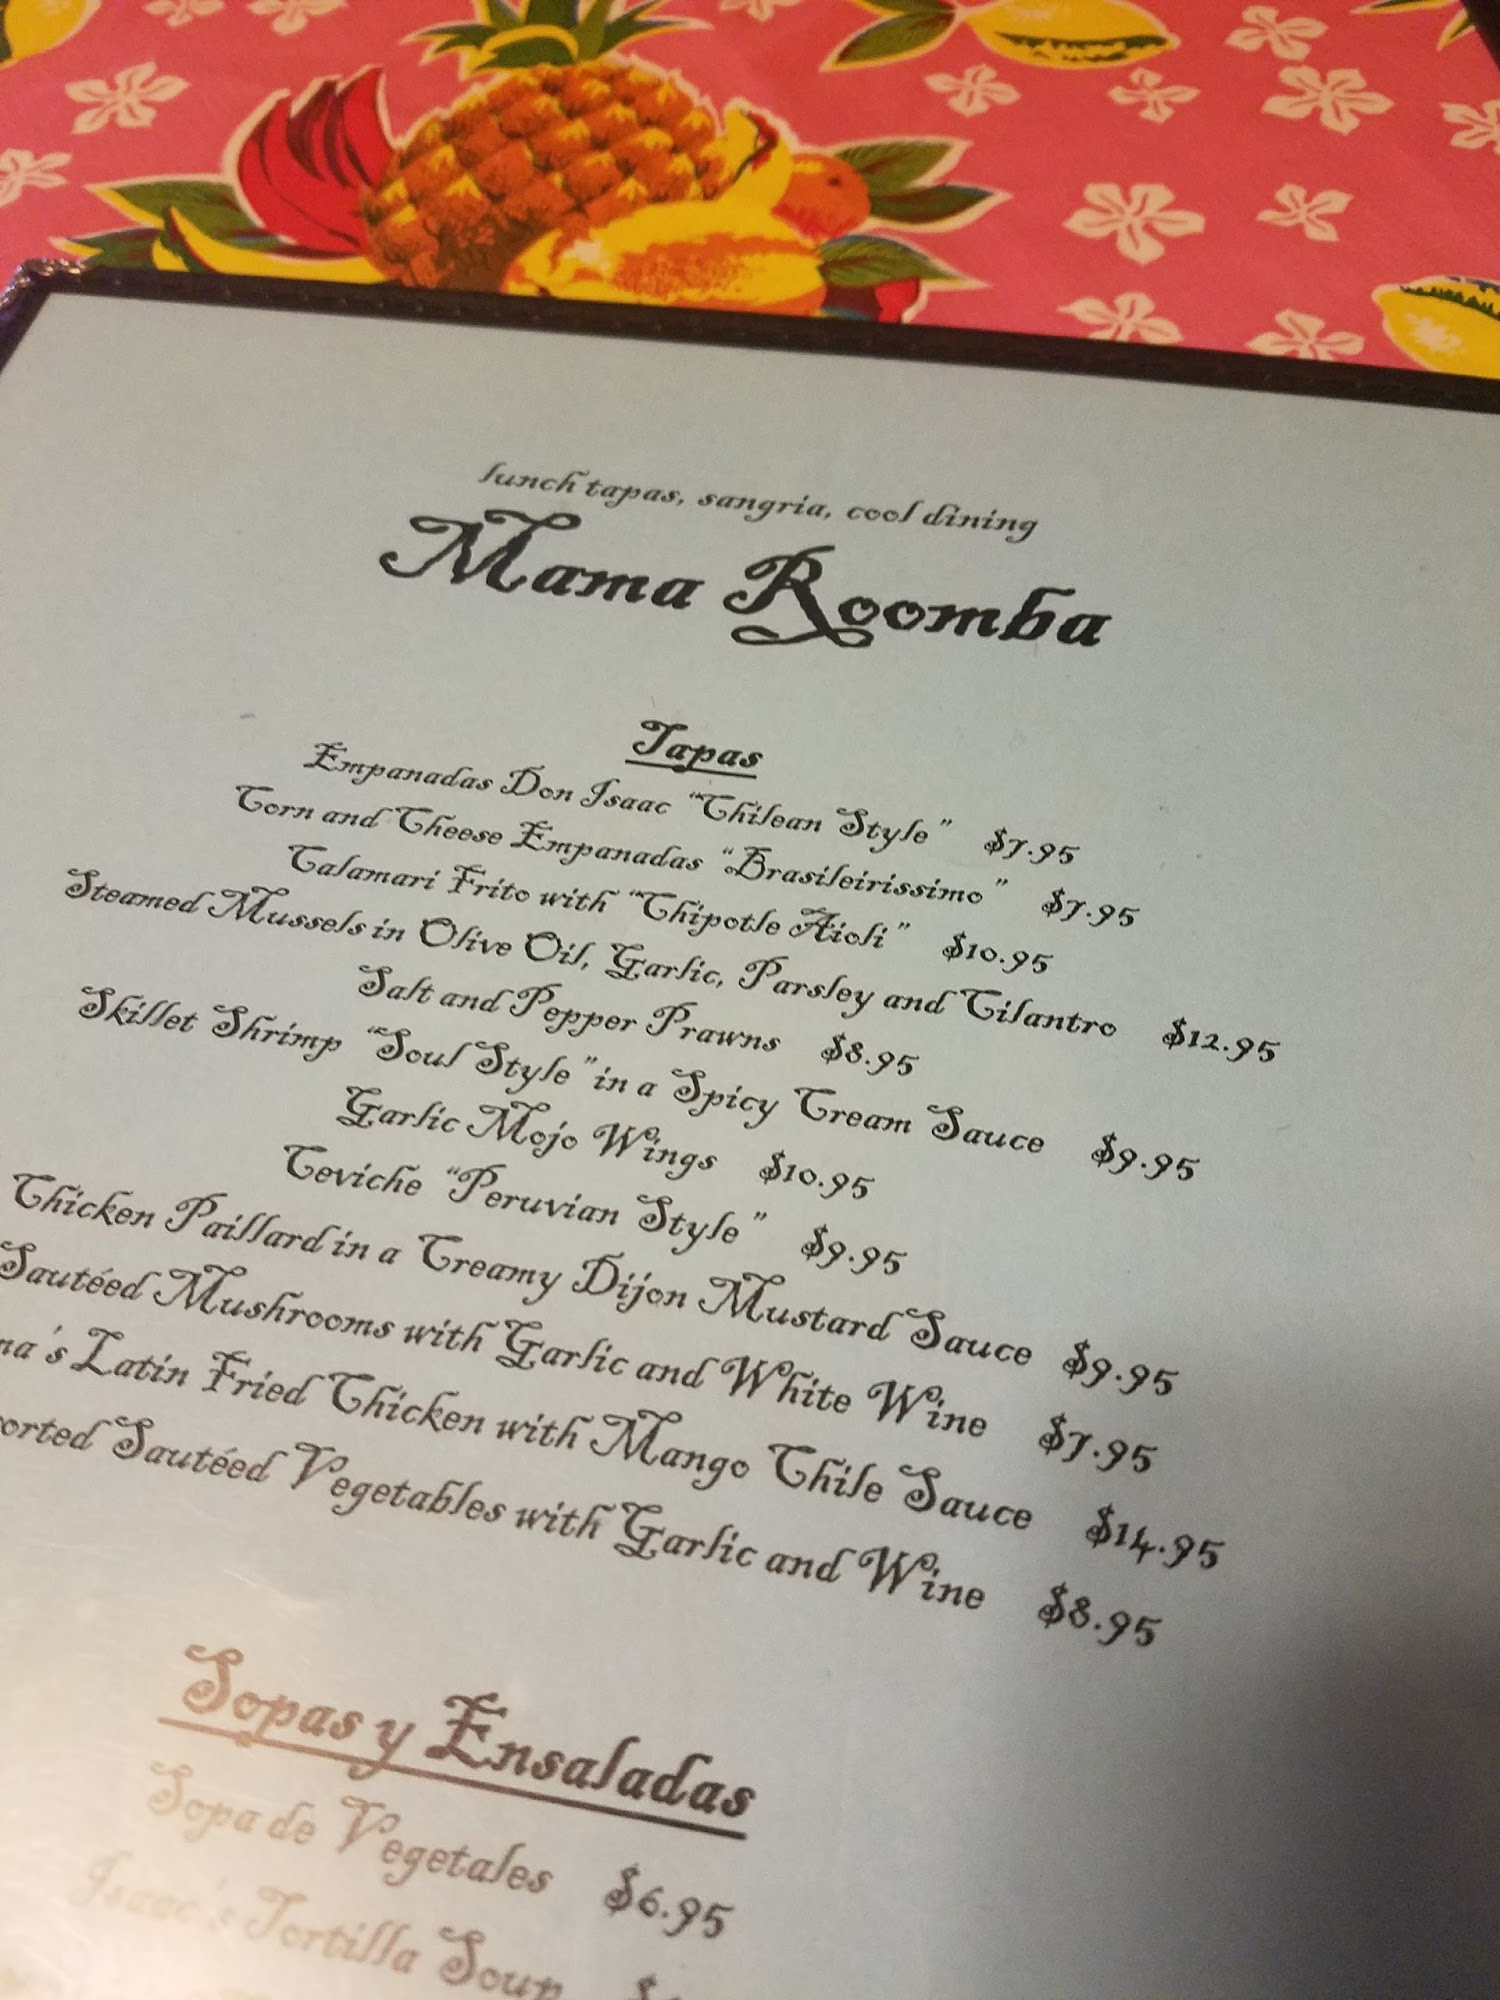 lunch tapas, sangria, cool dining
Mama Roomba
Tapas
Empanadas Don Isaac "Chilean Style" $7.95
Corn and Cheese Empanadas "Brasileirissimo" $7.95
Calamari Frito with "Chipotle Aioli" $10.95
Steamed Mussels in Olive Oil, Garlic, Parsley and Cilantro $12.95
Salt and Pepper Prawns $8.95
Skillet Shrimp "Soul Style" in a Spicy Cream Sauce $9.95
Garlic Mojo Wings $10.95
Ceviche "Peruvian Style" $9.95
Chicken Paillard in a Creamy Dijon Mustard Sauce $9.95
Sautéed Mushrooms with Garlic and White Wine $7.95
ma's Latin Fried Chicken with Mango Chile Sauce $14.95
orted Sautéed Vegetables with Garlic and Wine $8.95
Sopas y Ensaladas
Sopa de Vegetales $6.95
Isaac's Tortilla Soup